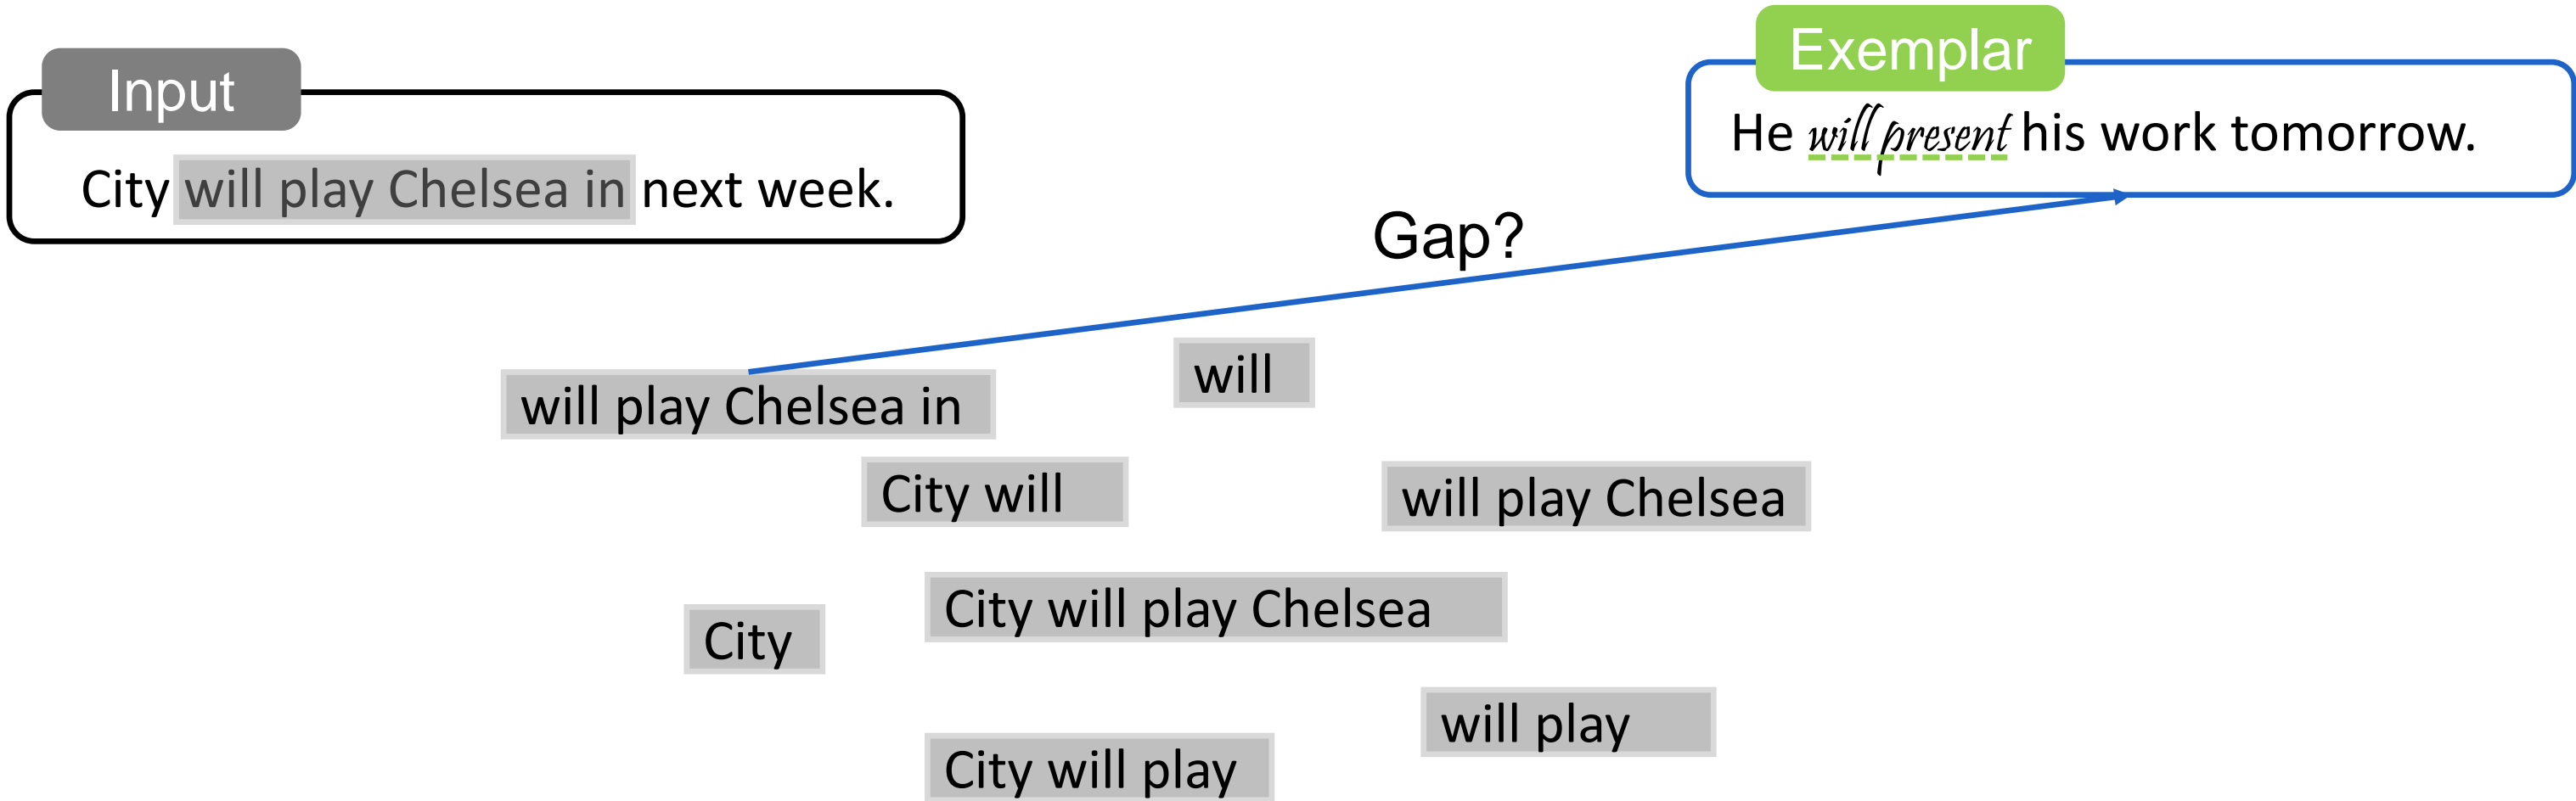 Input
City will play Chelsea in next week.
Exemplar
He will present his work tomorrow.
Gap?
will play Chelsea in
will
City will
will play Chelsea
City will play Chelsea
City
will play
City will play